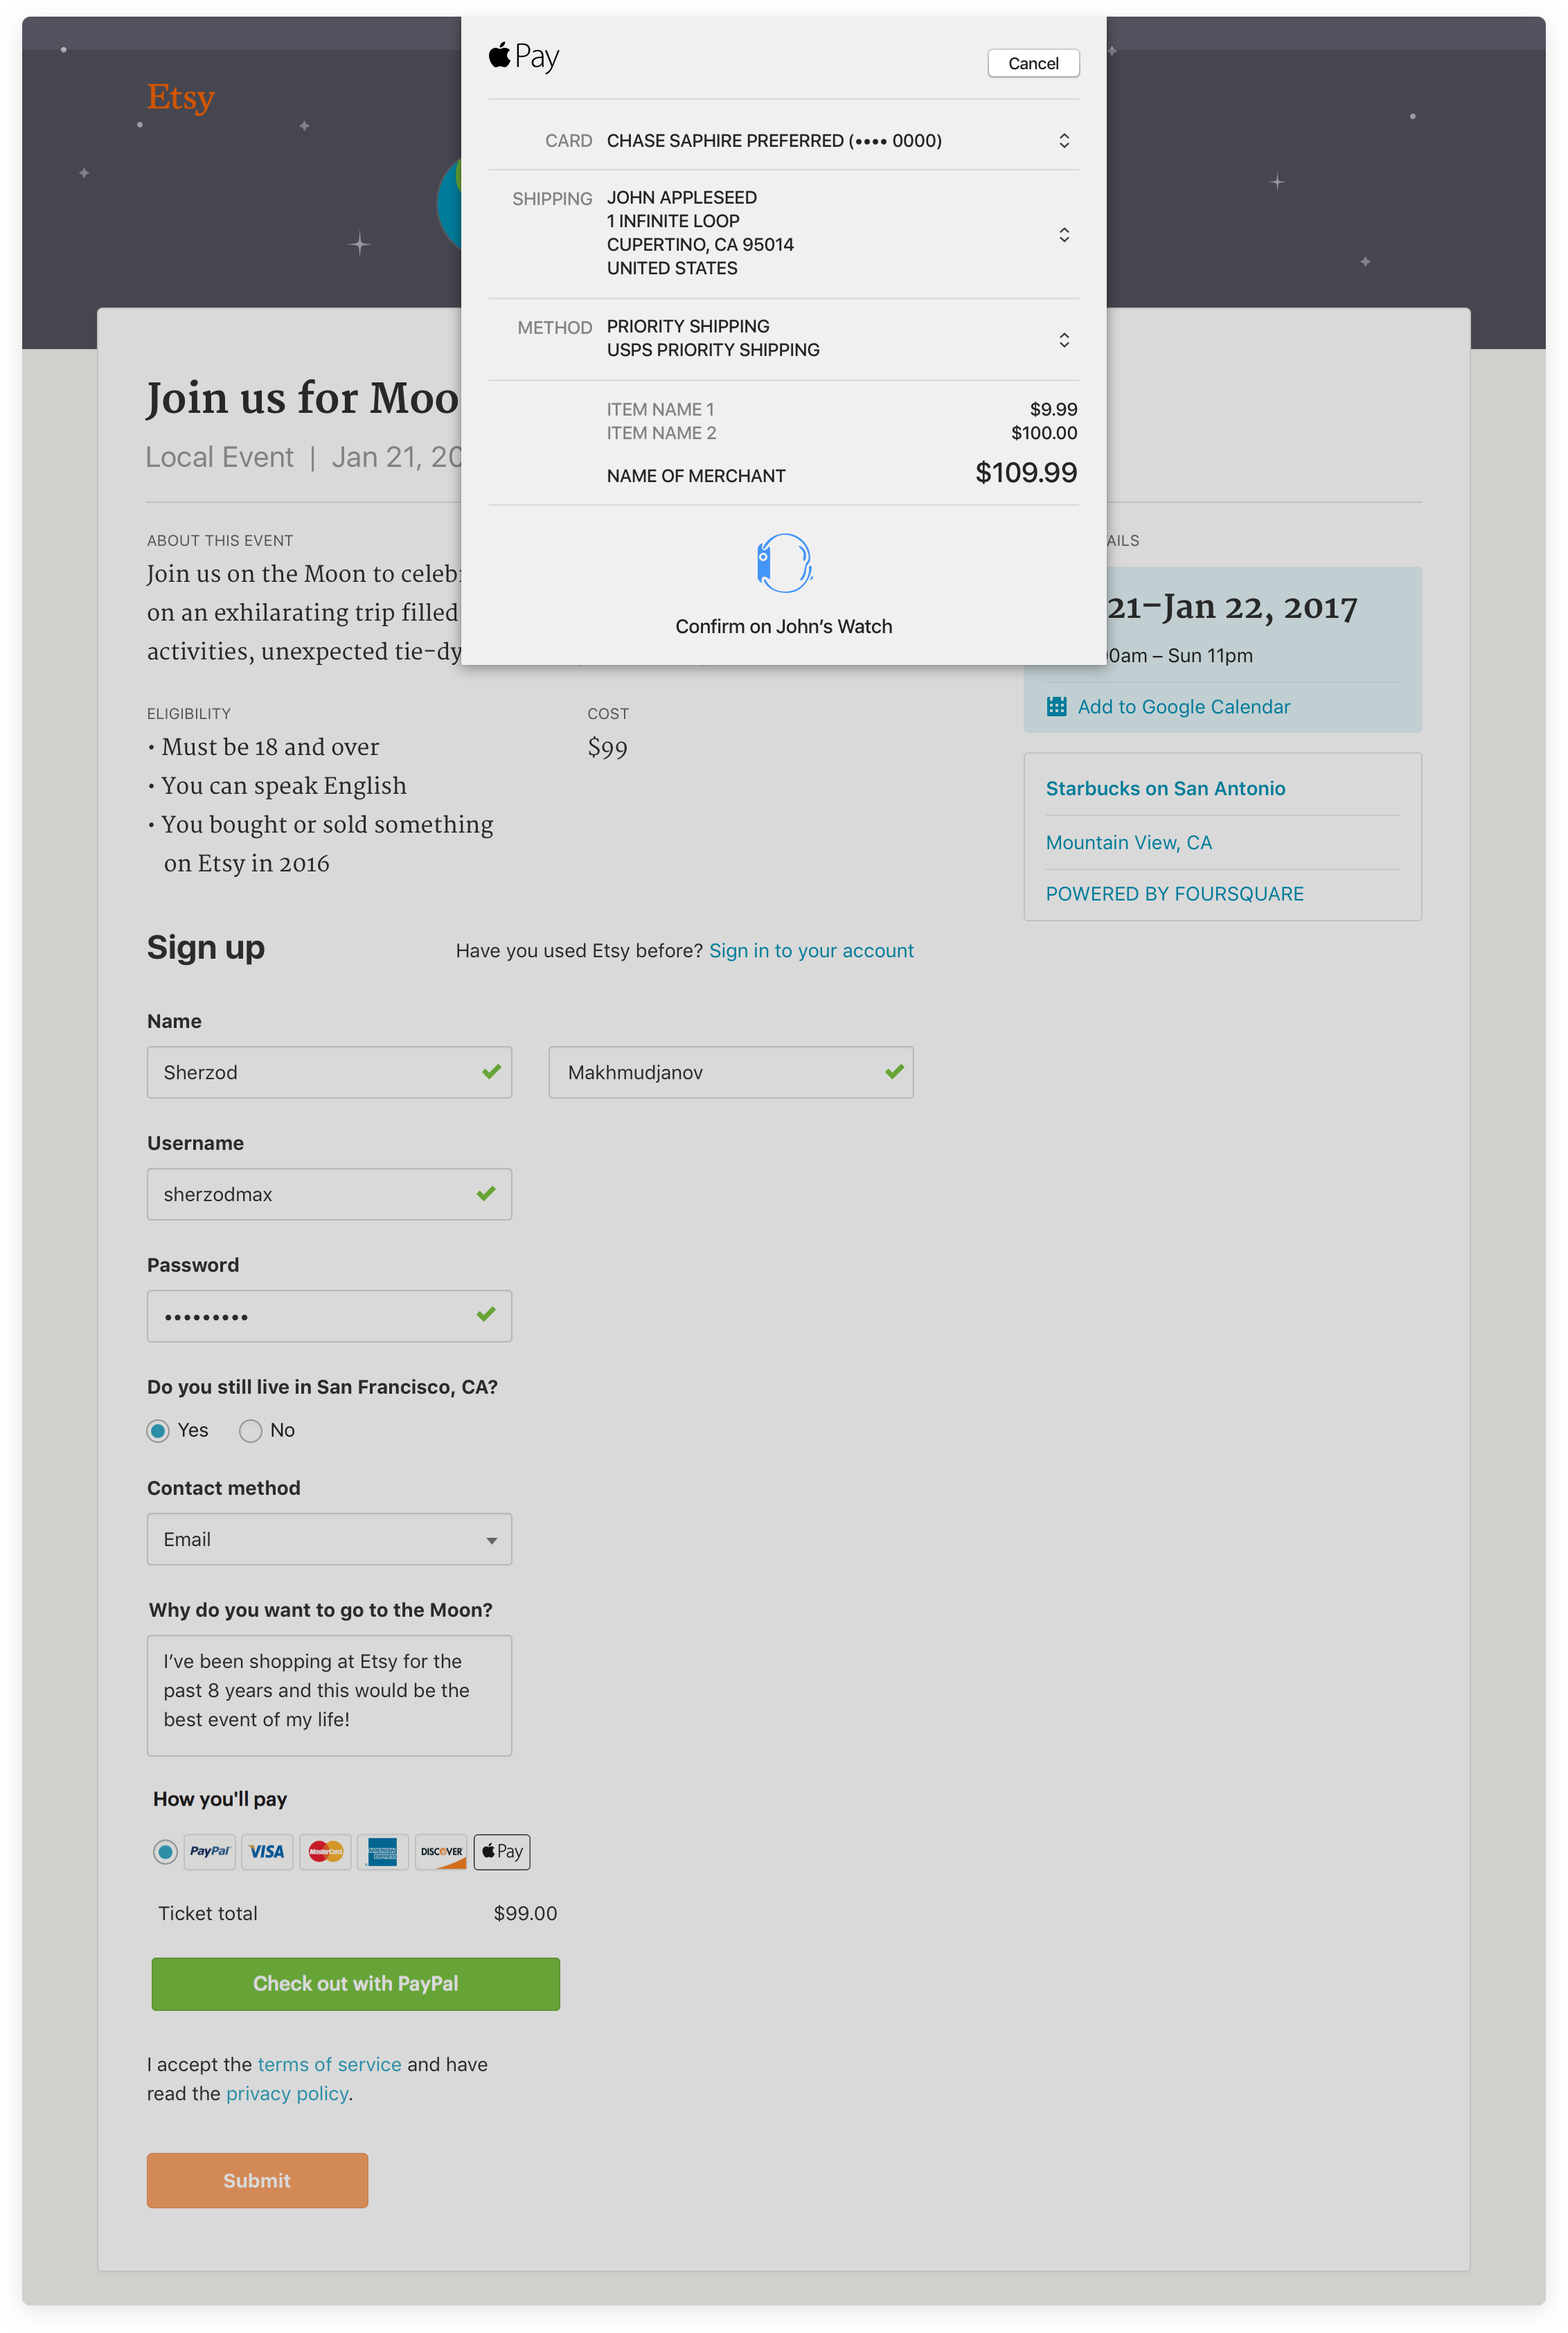 Pay
Cancel
CARD CHASE SAPHIRE PREFERRED (•••• 0000)
SHIPPING JOHN APPLESEED
1 INFINITE LOOP
CUPERTINO, CA 95014
UNITED STATES
METHOD PRIORITY SHIPPING
USPS PRIORITY SHIPPING
ITEM NAME 1 $9.99
ITEM NAME 2 $100.00
NAME OF MERCHANT $109.99
Confirm on John’s Watch
Etsy
Join us for Moo
Local Event | Jan 21, 20
ABOUT THIS EVENT
Join us on the Moon to celeb
on an exhilarating trip filled
activities, unexpected tie-dy
ELIGIBILITY
• Must be 18 and over
• You can speak English
• You bought or sold something
on Etsy in 2016
COST
$99
AILS
21–Jan 22, 2017
0am – Sun 11pm
Add to Google Calendar
Starbucks on San Antonio
Mountain View, CA
POWERED BY FOURSQUARE
Sign up
Have you used Etsy before? Sign in to your account
Name
Sherzod
Makhmudjanov
Username
sherzodmax
Password
•••••••••
Do you still live in San Francisco, CA?
Yes No
Contact method
Email
Why do you want to go to the Moon?
I’ve been shopping at Etsy for the
past 8 years and this would be the
best event of my life!
How you'll pay
PayPal VISA MasterCard AMERICAN EXPRESS DISCOVER Pay
Ticket total $99.00
Check out with PayPal
I accept the terms of service and have
read the privacy policy.
Submit